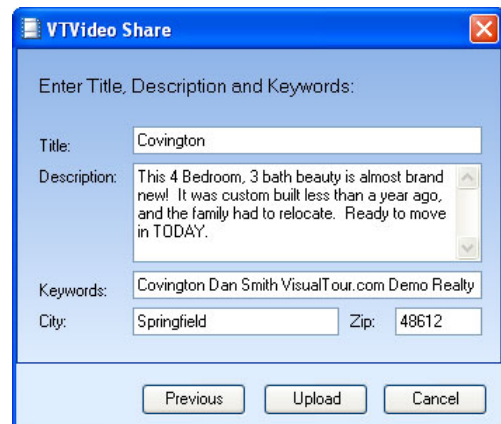 VTVideo Share
Enter Title, Description and Keywords:
Title: Covington
Description: This 4 Bedroom, 3 bath beauty is almost brand
new! It was custom built less than a year ago,
and the family had to relocate. Ready to move
in TODAY.
Keywords: Covington Dan Smith VisualTour.com Demo Realty
City: Springfield Zip: 48612
Previous Upload Cancel